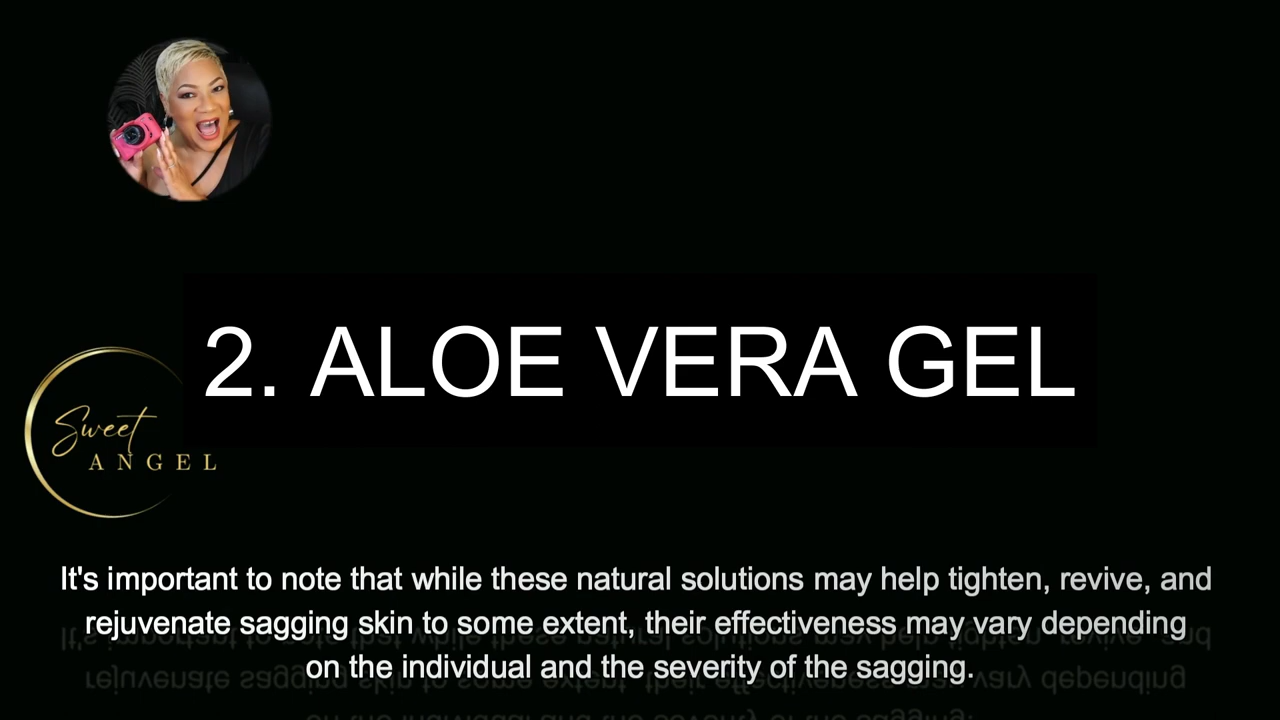 2. ALOE VERA GEL
Sweet
ANGEL
It's important to note that while these natural solutions may help tighten, revive, and
rejuvenate sagging skin to some extent, their effectiveness may vary depending
on the individual and the severity of the sagging.